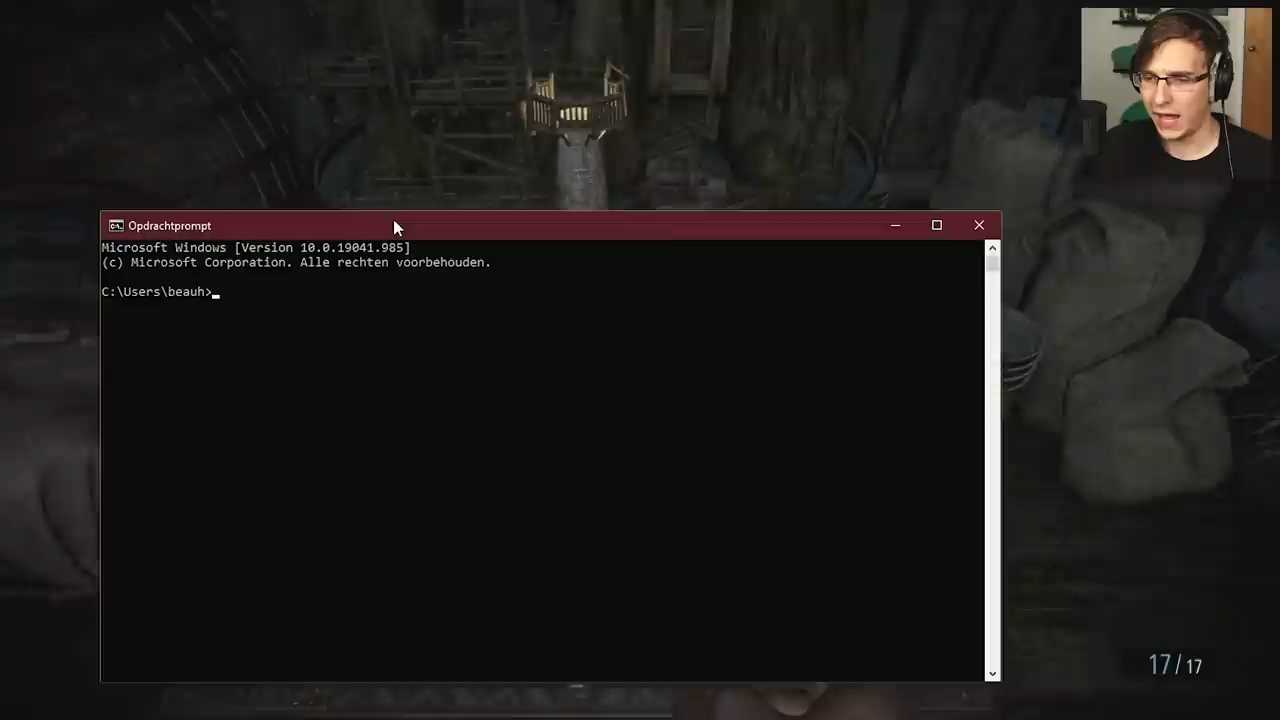 Opdrachtprompt
Microsoft Windows [Version 10.0.19041.985]
(c) Microsoft Corporation. Alle rechten voorbehouden.
C:\Users\beauh>
17/17